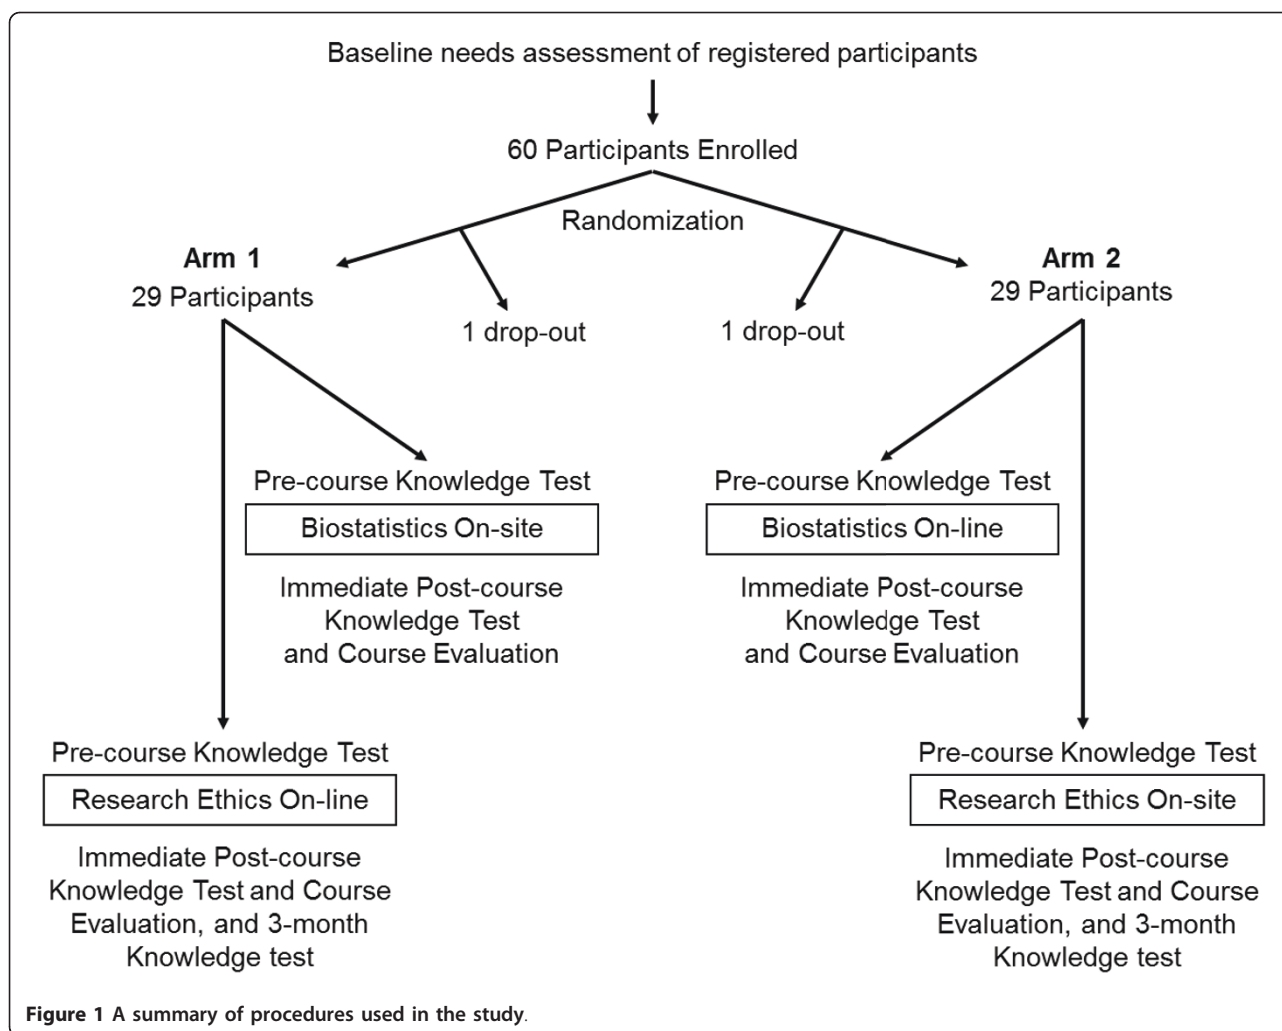 Baseline needs assessment of registered participants
60 Participants Enrolled
Randomization
Arm 1
29 Participants
1 drop-out
1 drop-out
Arm 2
29 Participants
Pre-course Knowledge Test
Biostatistics On-site
Immediate Post-course
Knowledge Test
and Course Evaluation
Pre-course Knowledge Test
Biostatistics On-line
Immediate Post-course
Knowledge Test
and Course Evaluation
Pre-course Knowledge Test
Research Ethics On-line
Immediate Post-course
Knowledge Test and Course
Evaluation, and 3-month
Knowledge test
Pre-course Knowledge Test
Research Ethics On-site
Immediate Post-course
Knowledge Test and Course
Evaluation, and 3-month
Knowledge test
Figure 1 A summary of procedures used in the study.